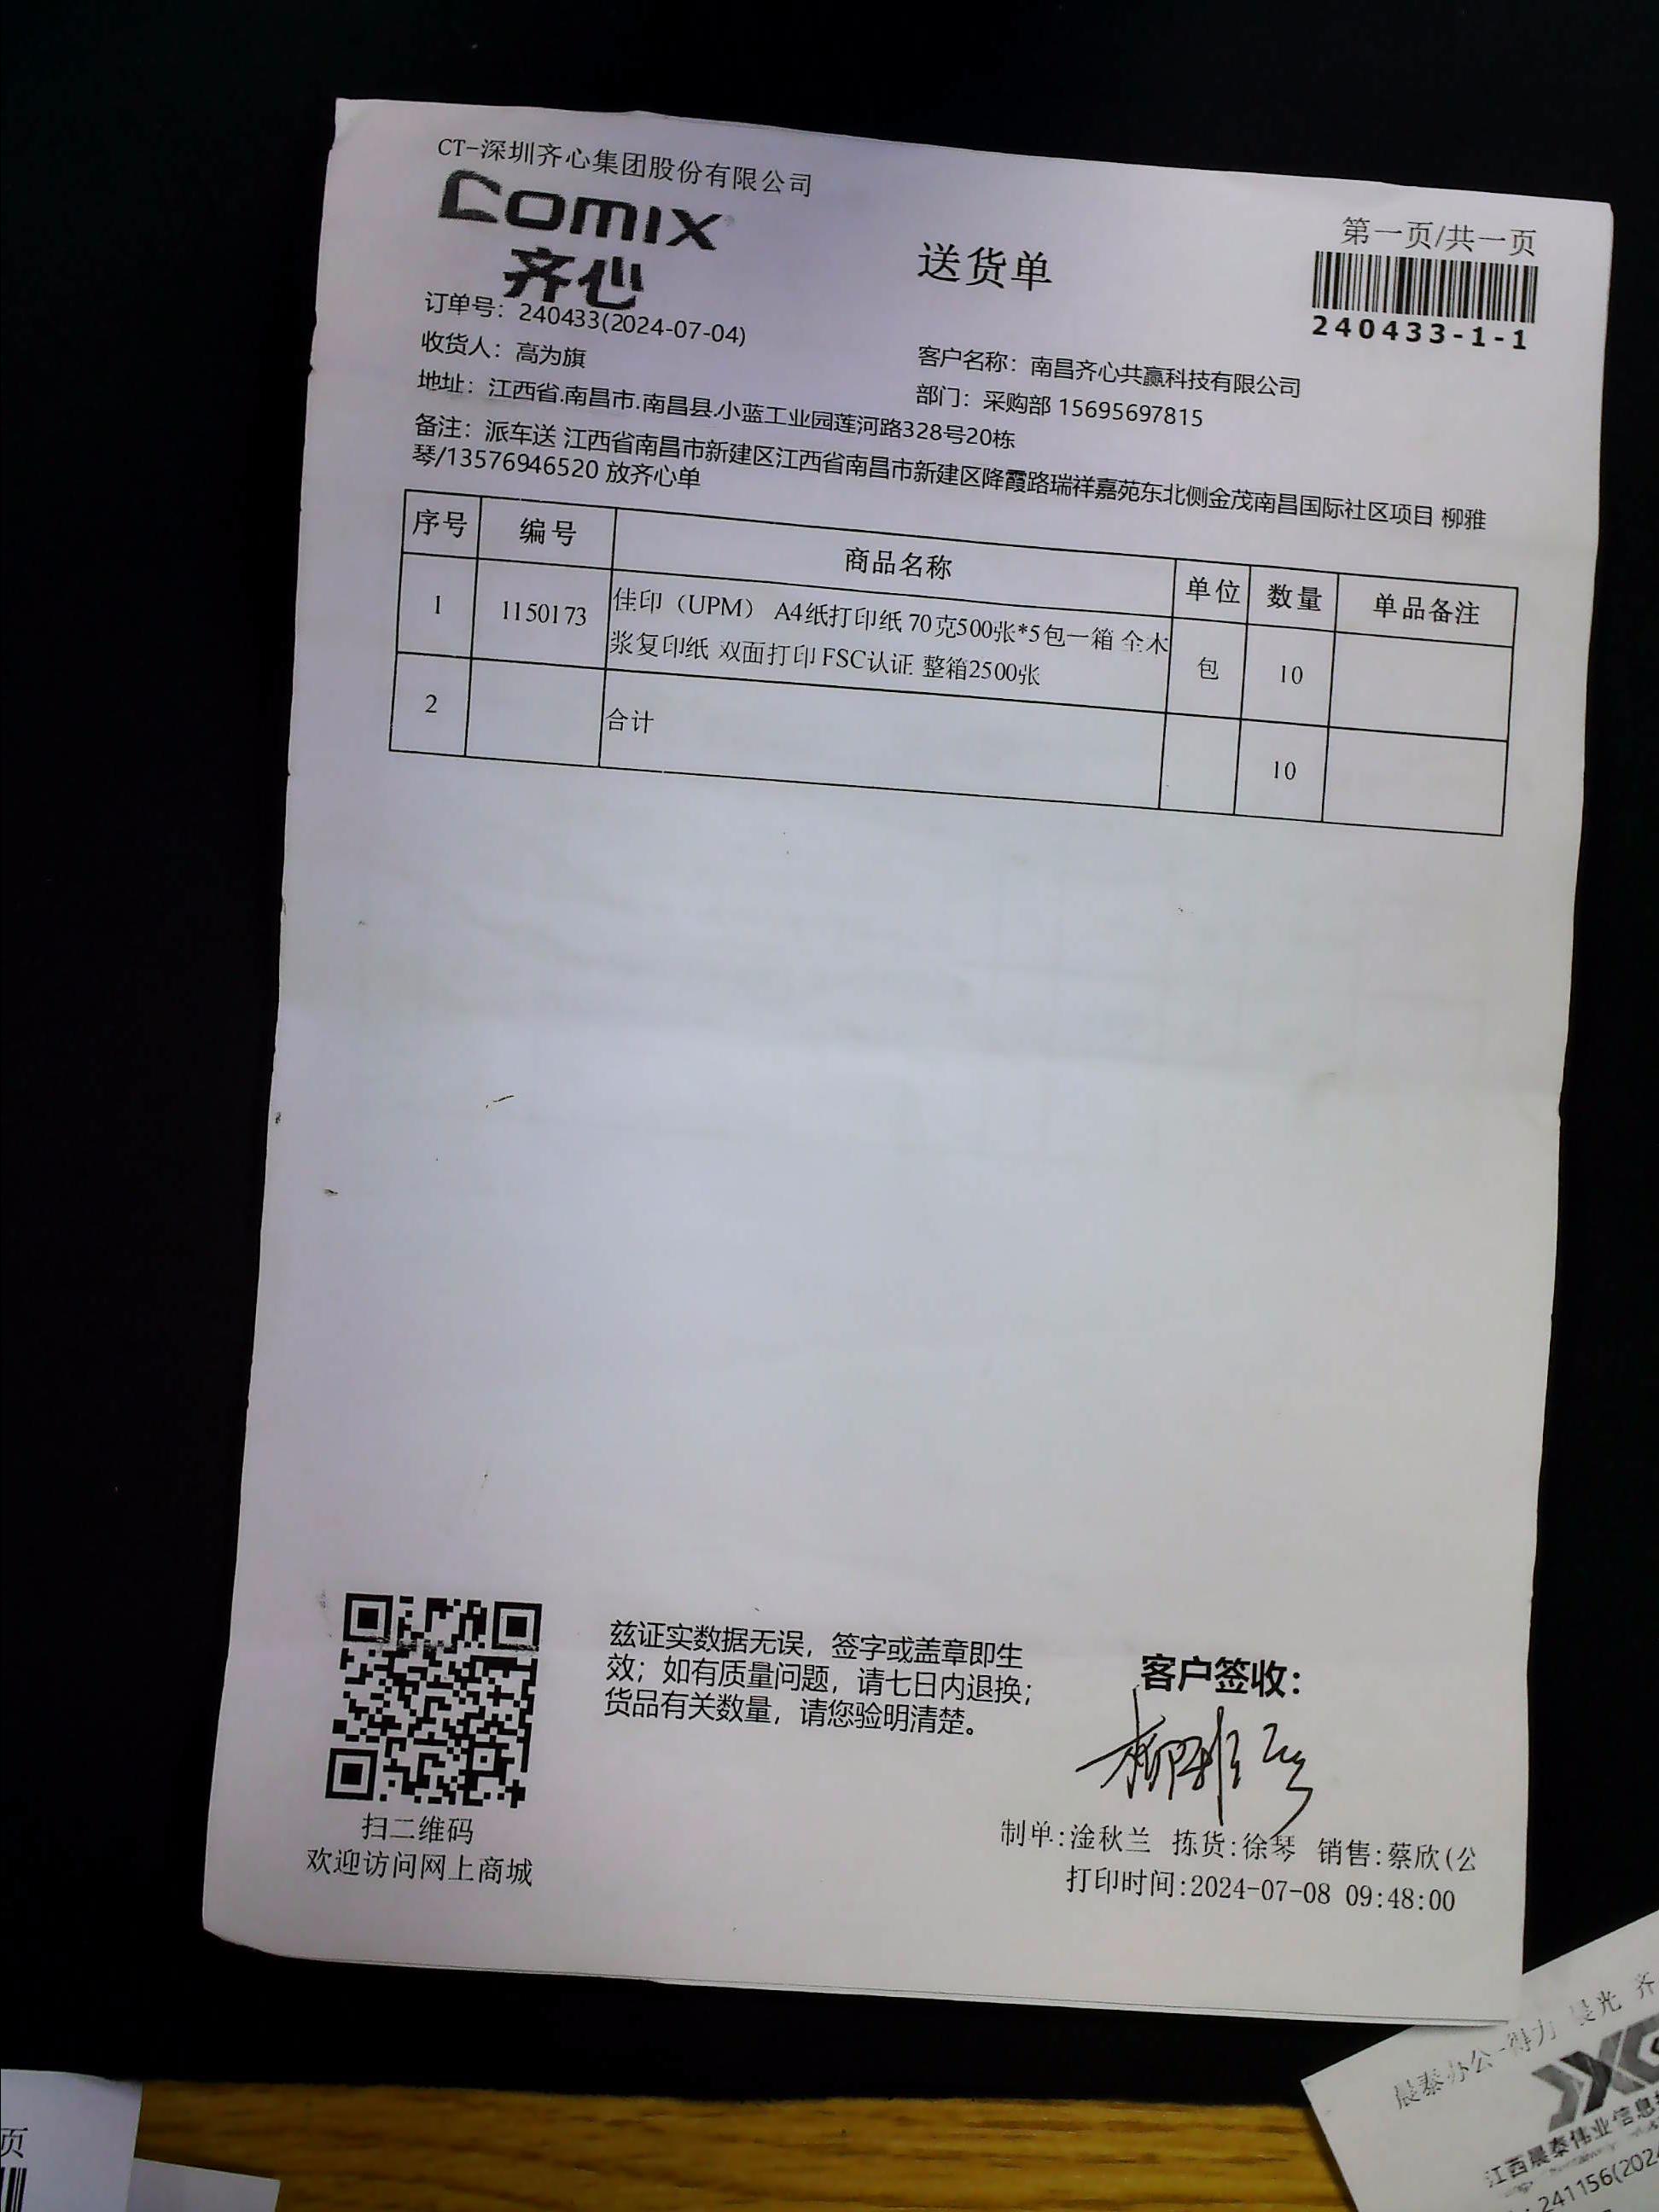 CT-深圳齐心集团股份有限公司
comix
齐心
送货单
第一页/共一页
240433-1-1
订单号：240433(2024-07-04)
收货人：高为旗
客户名称：南昌齐心共赢科技有限公司
部门：采购部 15695697815
地址：江西省.南昌市.南昌县.小蓝工业园莲河路328号20栋
备注：派车送 江西省南昌市新建区江西省南昌市新建区降霞路瑞祥嘉苑东北侧金茂南昌国际社区项目 柳雅
琴/13576946520 放齐心单
序号 编号 商品名称 单位 数量 单品备注
1 1150173 佳印（UPM） A4纸打印纸 70克500张*5包一箱 全木 包 10
浆复印纸 双面打印 FSC认证 整箱2500张
2 合计 10
兹证实数据无误，签字或盖章即生
效；如有质量问题，请七日内退换；
货品有关数量，请您验明清楚。
客户签收：
柳雅琴
扫二维码
欢迎访问网上商城
制单:淦秋兰 拣货:徐琴 销售:蔡欣(公
打印时间:2024-07-08 09:48:00
晨泰办公-得力 晨光 齐
江西晨泰伟业信息
241156(202
页